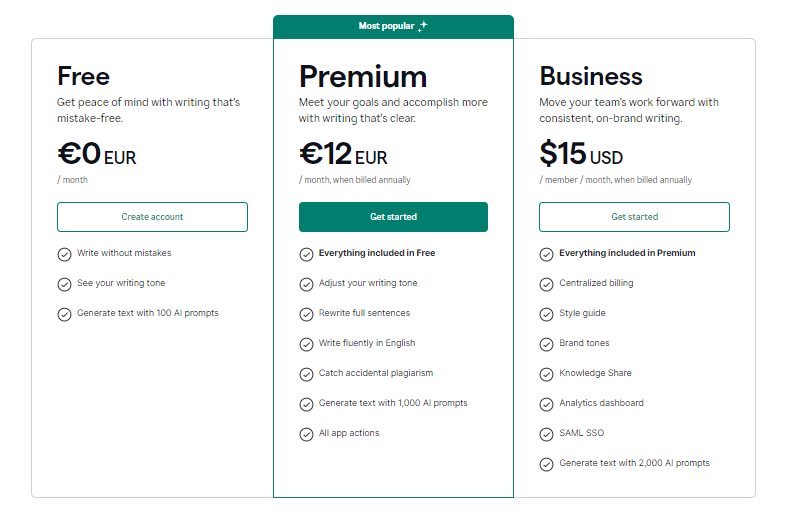 Most popular
Free
Get peace of mind with writing that's
mistake-free.
€0 EUR
/ month
Create account
Write without mistakes
See your writing tone
Generate text with 100 AI prompts
Premium
Meet your goals and accomplish more
with writing that's clear.
€12 EUR
/ month, when billed annually
Get started
Everything included in Free
Adjust your writing tone
Rewrite full sentences
Write fluently in English
Catch accidental plagiarism
Generate text with 1,000 AI prompts
All app actions
Business
Move your team's work forward with
consistent, on-brand writing.
$15 USD
/ member / month, when billed annually
Get started
Everything included in Premium
Centralized billing
Style guide
Brand tones
Knowledge Share
Analytics dashboard
SAML SSO
Generate text with 2,000 AI prompts